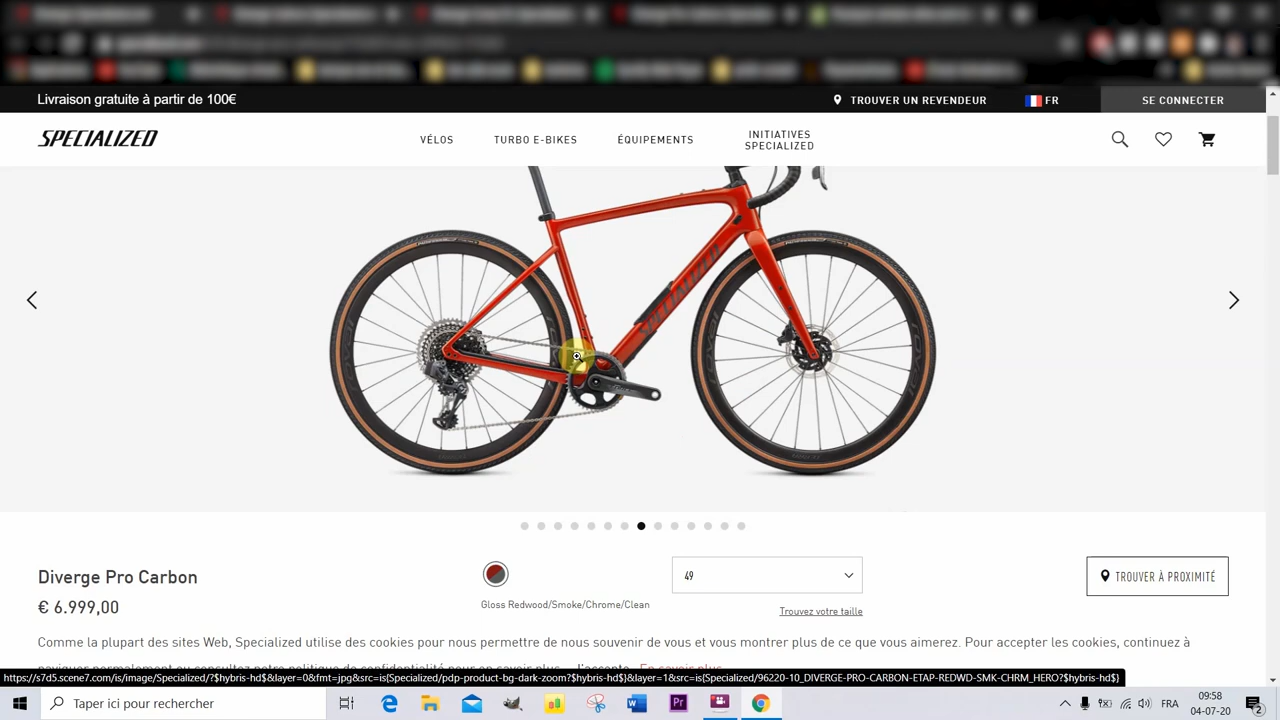 Livraison gratuite à partir de 100€
TROUVER UN REVENDEUR
FR
SE CONNECTER
SPECIALIZED
VÉLOS
TURBO E-BIKES
ÉQUIPEMENTS
INITIATIVES
SPECIALIZED
SPECIALIZED
Diverge Pro Carbon
€ 6.999,00
Gloss Redwood/Smoke/Chrome/Clean
49
Trouvez votre taille
TROUVER À PROXIMITÉ
Comme la plupart des sites Web, Specialized utilise des cookies pour nous permettre de nous souvenir de vous et vous montrer plus de ce que vous aimerez. Pour accepter les cookies, continuez à
naviguer normalement ou consultez notre politique de confidentialité pour en savoir plus. J'accepte En savoir plus
https://s7d5.scene7.com/is/image/Specialized/?$hybris-hd$&layer=0&fmt=jpg&src=is(Specialized/pdp-product-bg-dark-zoom?$hybris-hd$)&layer=1&src=is(Specialized/96220-10_DIVERGE-PRO-CARBON-ETAP-REDWD-SMK-CHRM_HERO?$hybris-hd$)
Taper ici pour rechercher
FRA
09:58
04-07-20
2